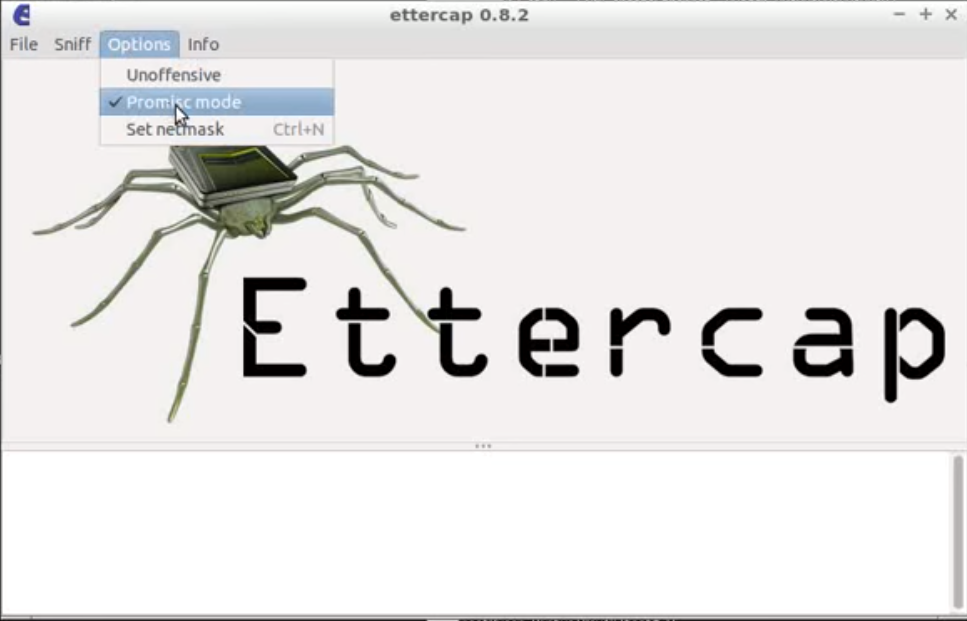 ettercap 0.8.2
File Sniff Options Info
Unoffensive
Promisc mode
Set netmask Ctrl+N
Ettercap